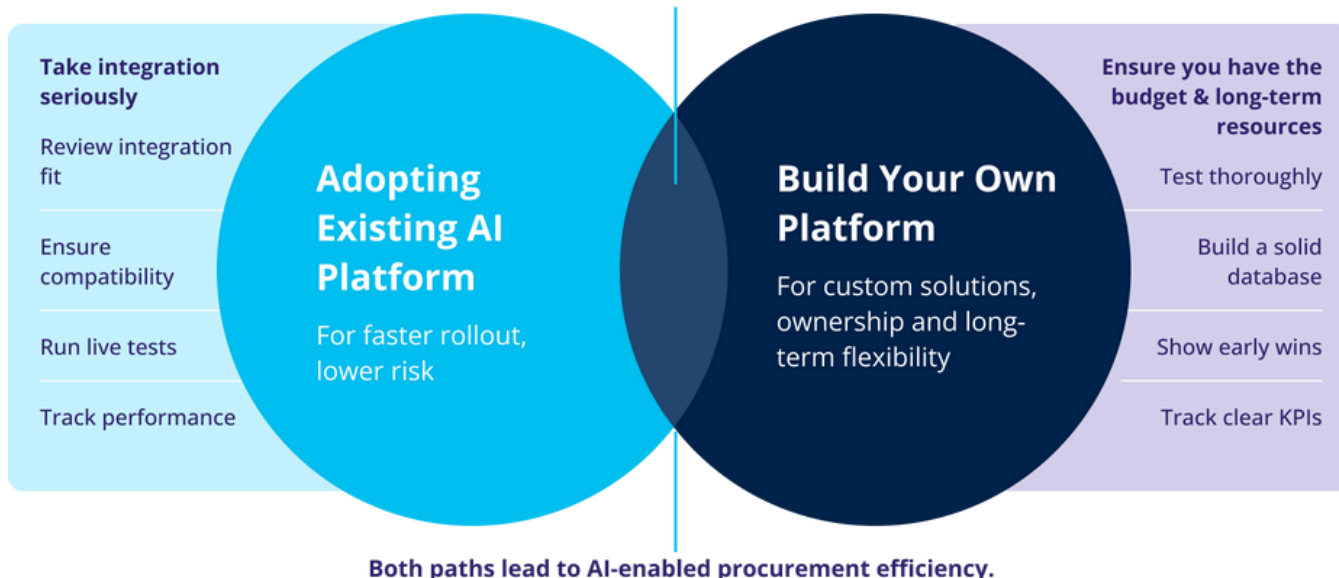 Take integration
seriously
Review integration
fit
Ensure
compatibility
Run live tests
Track performance
Adopting
Existing AI
Platform
For faster rollout,
lower risk
Build Your Own
Platform
For custom solutions,
ownership and long-
term flexibility
Ensure you have the
budget & long-term
resources
Test thoroughly
Build a solid
database
Show early wins
Track clear KPIs
Both paths lead to AI-enabled procurement efficiency.